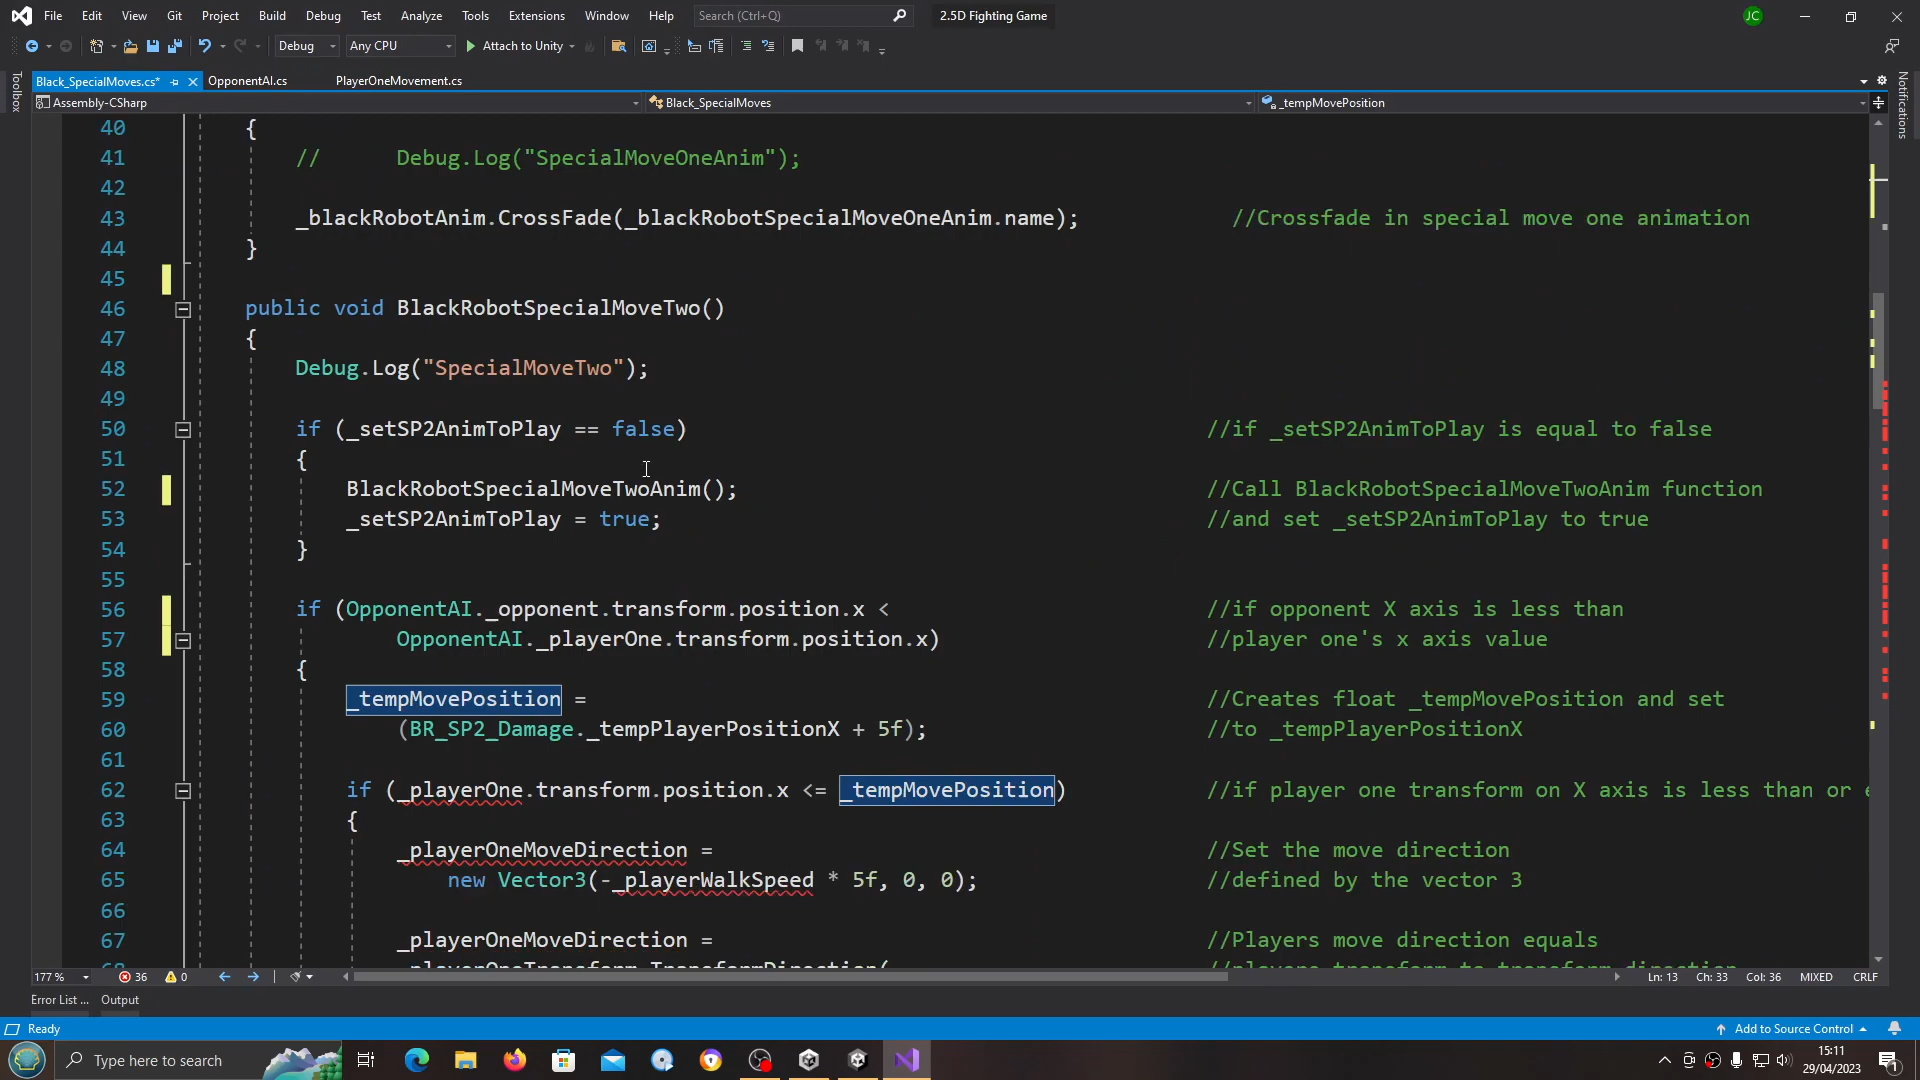 File Edit View Git Project Build Debug Test Analyze Tools Extensions Window Help Search (Ctrl+Q) 2.5D Fighting Game JC
Debug Any CPU Attach to Unity
Black_SpecialMoves.cs* OpponentAI.cs PlayerOneMovement.cs
Assembly-CSharp Black_SpecialMoves _tempMovePosition
Toolbox
Notifications
40 {
41 // Debug.Log("SpecialMoveOneAnim");
42
43 _blackRobotAnim.CrossFade(_blackRobotSpecialMoveOneAnim.name); //Crossfade in special move one animation
44 }
45
46 public void BlackRobotSpecialMoveTwo()
47 {
48 Debug.Log("SpecialMoveTwo");
49
50 if (_setSP2AnimToPlay == false) //if _setSP2AnimToPlay is equal to false
51 {
52 BlackRobotSpecialMoveTwoAnim(); //Call BlackRobotSpecialMoveTwoAnim function
53 _setSP2AnimToPlay = true; //and set _setSP2AnimToPlay to true
54 }
55
56 if (OpponentAI._opponent.transform.position.x < //if opponent X axis is less than
57 OpponentAI._playerOne.transform.position.x) //player one's x axis value
58 {
59 _tempMovePosition = //Creates float _tempMovePosition and set
60 (BR_SP2_Damage._tempPlayerPositionX + 5f); //to _tempPlayerPositionX
61
62 if (_playerOne.transform.position.x <= _tempMovePosition) //if player one transform on X axis is less than or
63 {
64 _playerOneMoveDirection = //Set the move direction
65 new Vector3(-_playerWalkSpeed * 5f, 0, 0); //defined by the vector 3
66
67 _playerOneMoveDirection = //Players move direction equals
177 % 36 0 Ln: 13 Ch: 33 Col: 36 MIXED CRLF
Error List ... Output
Ready Add to Source Control
Type here to search 15:11
29/04/2023
1